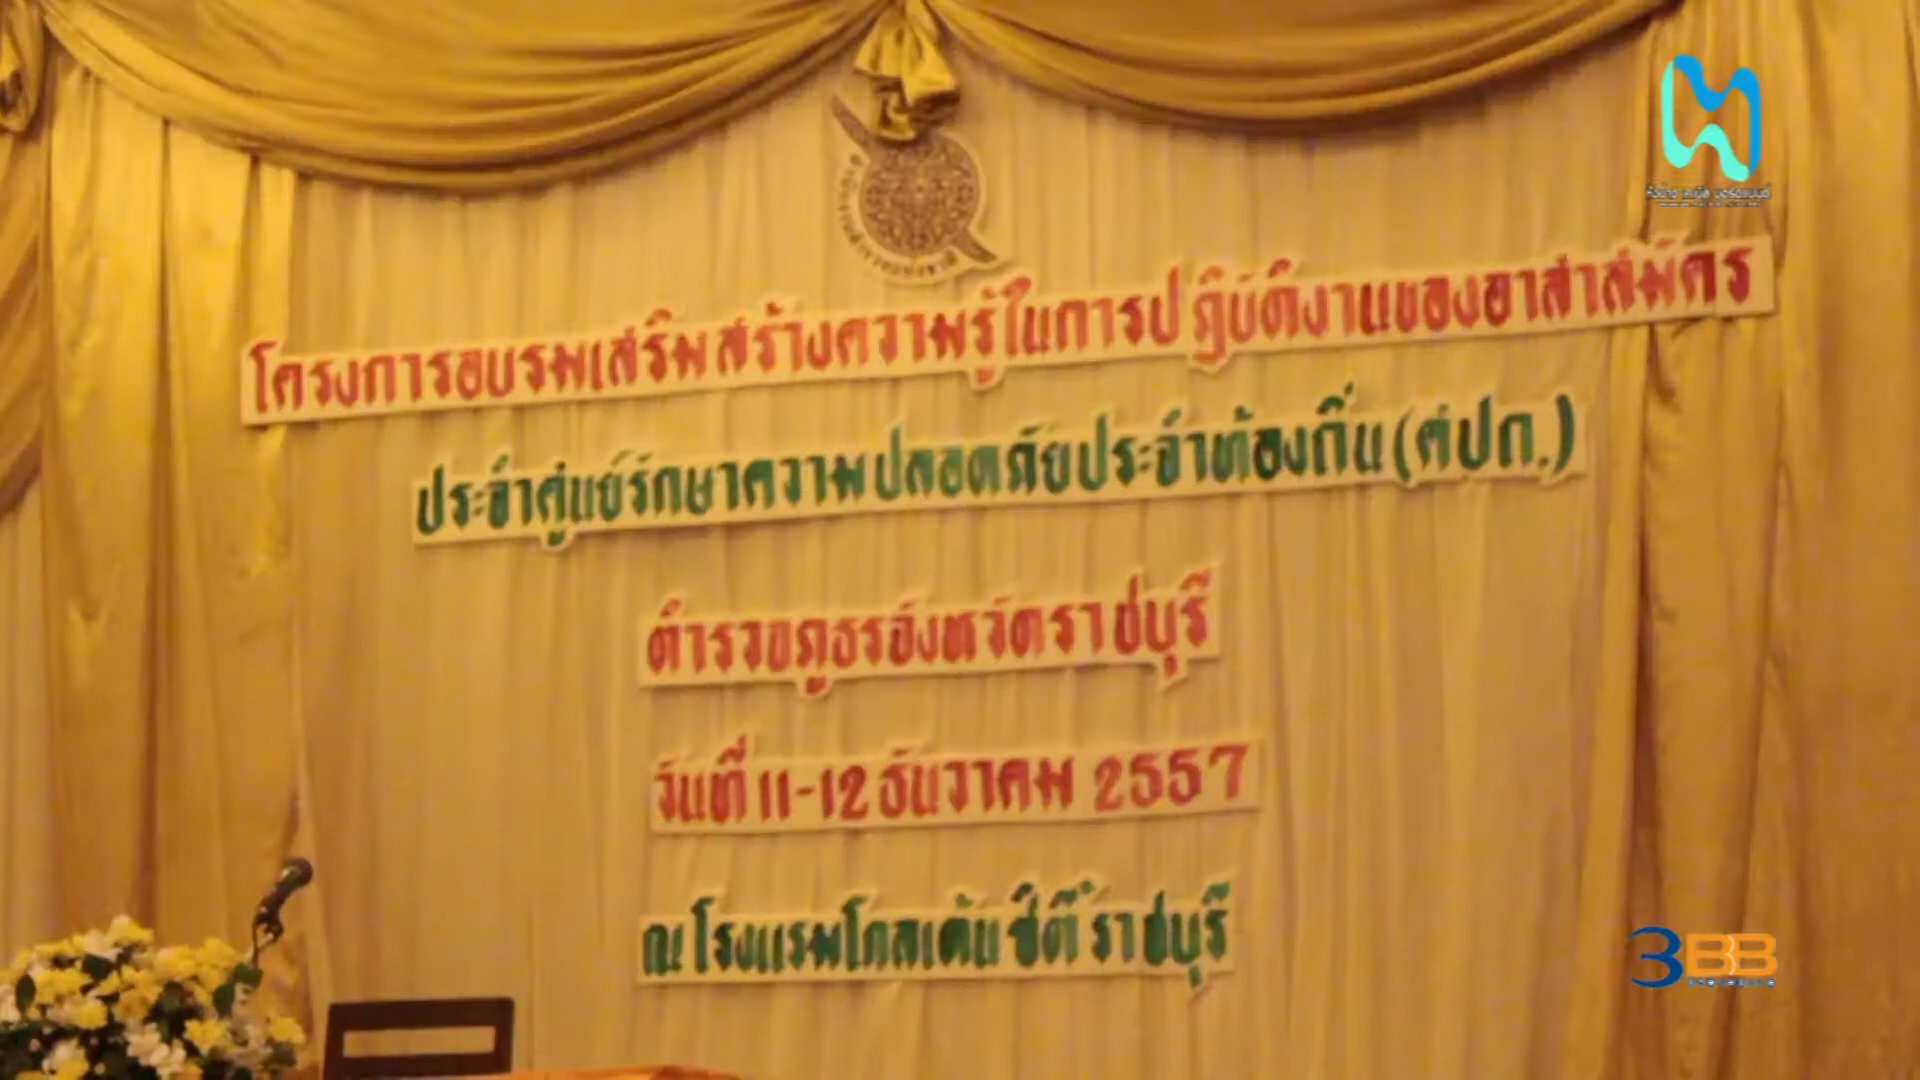 โครงการอบรมเสริมสร้างความรู้ในการปฏิบัติงานของอาสาสมัคร
ประจำศูนย์รักษาความปลอดภัยประจำท้องถิ่น (ศปก.)
ตำรวจภูธรจังหวัดราชบุรี
วันที่ 11-12 ธันวาคม 2557
ณ โรงแรมโกลเด้น ซิตี้ ราชบุรี
3BB